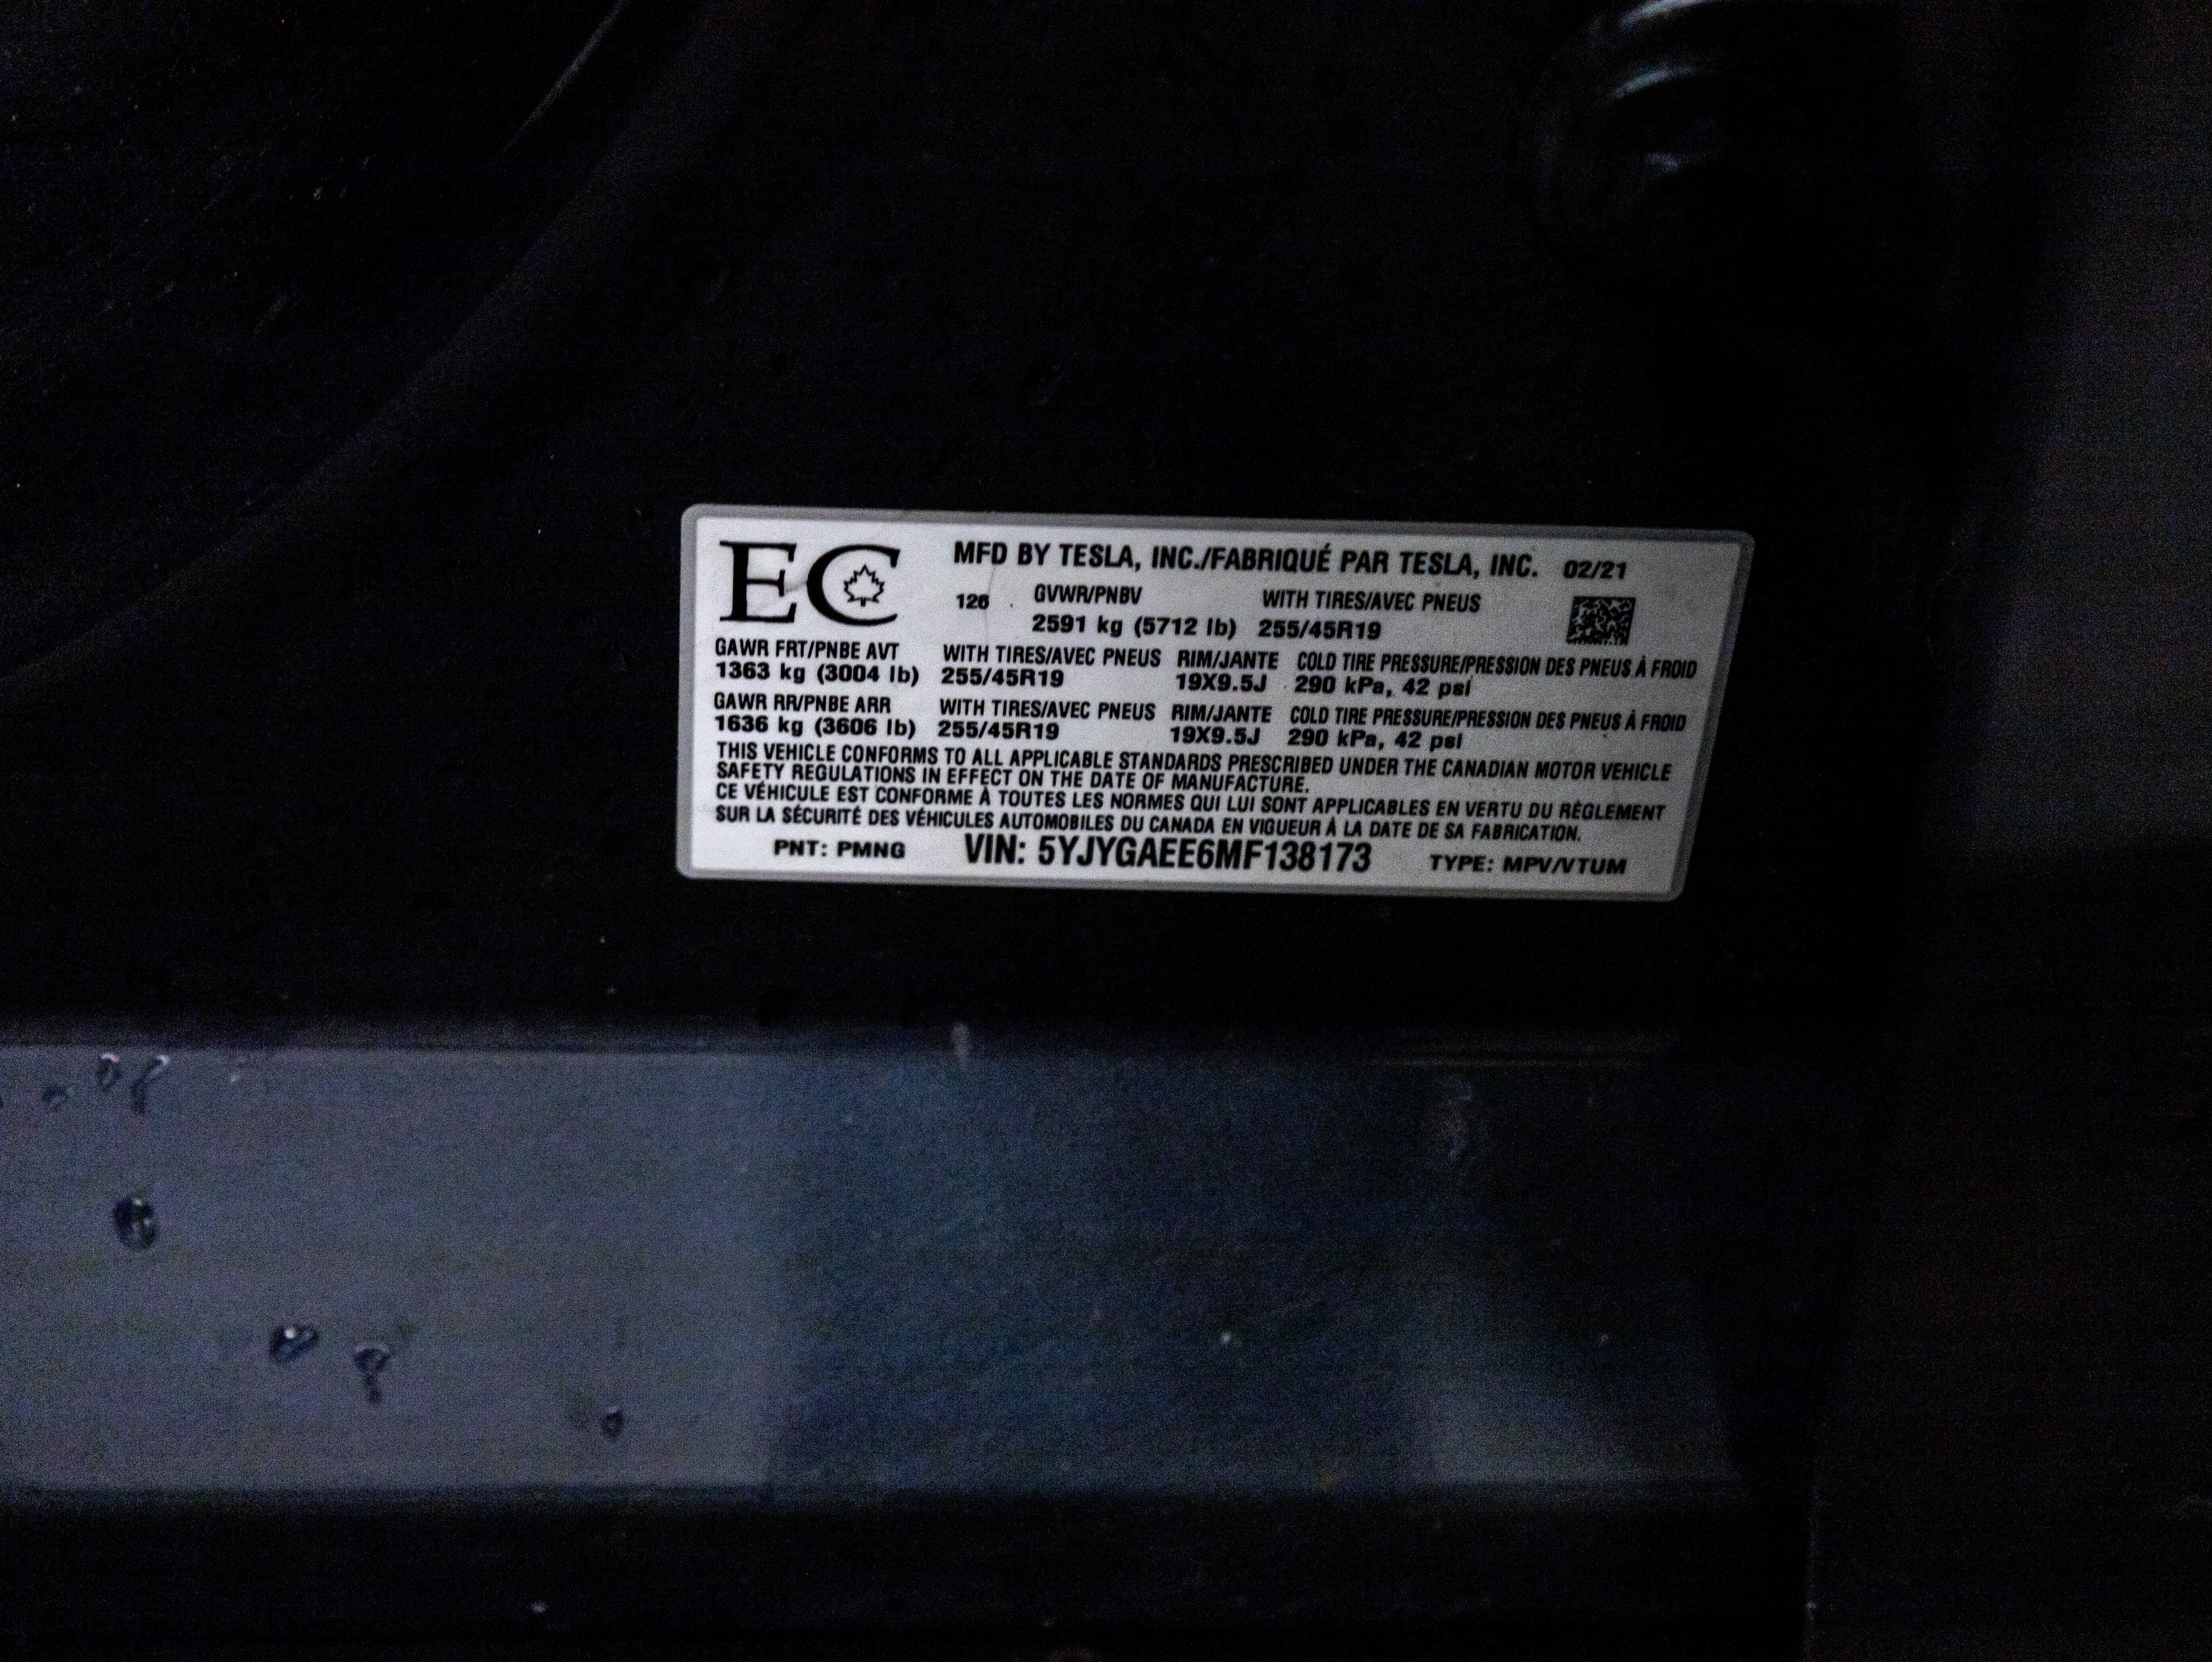 EC
MFD BY TESLA, INC./FABRIQUÉ PAR TESLA, INC. 02/21
126 GVWR/PNBV WITH TIRES/AVEC PNEUS
2591 kg (5712 lb) 255/45R19
GAWR FRT/PNBE AVT WITH TIRES/AVEC PNEUS RIM/JANTE COLD TIRE PRESSURE/PRESSION DES PNEUS À FROID
1363 kg (3004 lb) 255/45R19 19X9.5J 290 kPa, 42 psi
GAWR RR/PNBE ARR WITH TIRES/AVEC PNEUS RIM/JANTE COLD TIRE PRESSURE/PRESSION DES PNEUS À FROID
1636 kg (3606 lb) 255/45R19 19X9.5J 290 kPa, 42 psi
THIS VEHICLE CONFORMS TO ALL APPLICABLE STANDARDS PRESCRIBED UNDER THE CANADIAN MOTOR VEHICLE
SAFETY REGULATIONS IN EFFECT ON THE DATE OF MANUFACTURE.
CE VÉHICULE EST CONFORME À TOUTES LES NORMES QUI LUI SONT APPLICABLES EN VERTU DU RÈGLEMENT
SUR LA SÉCURITÉ DES VÉHICULES AUTOMOBILES DU CANADA EN VIGUEUR À LA DATE DE SA FABRICATION.
PNT: PMNG VIN: 5YJYGAEE6MF138173 TYPE: MPV/VTUM